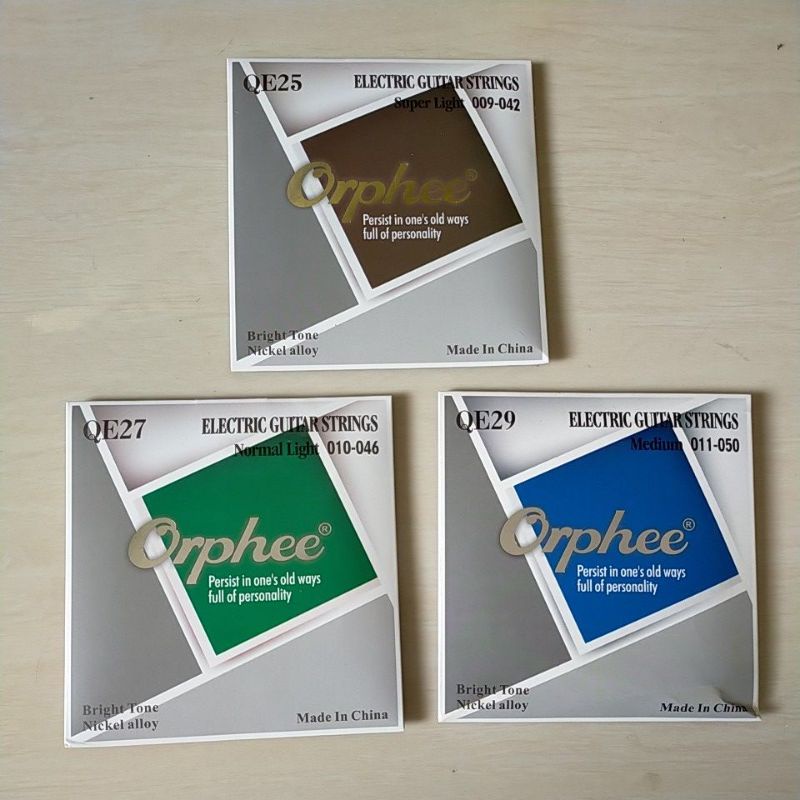 QE25
ELECTRIC GUITAR STRINGS
Super Light 009-042
Orphee®
Persist in one's old ways
full of personality
Bright Tone
Nickel alloy
Made In China
QE27
ELECTRIC GUITAR STRINGS
Normal Light 010-046
Orphee®
Persist in one's old ways
full of personality
Bright Tone
Nickel alloy
Made In China
QE29
ELECTRIC GUITAR STRINGS
Medium 011-050
Orphee®
Persist in one's old ways
full of personality
Bright Tone
Nickel alloy
Made In China